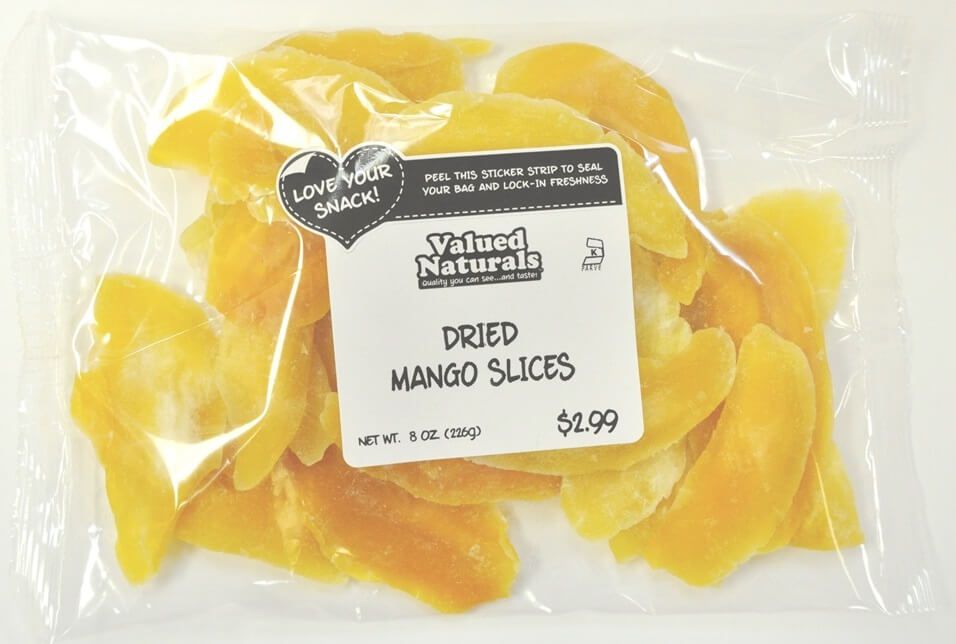 LOVE YOUR
SNACK!
PEEL THIS STICKER STRIP TO SEAL
YOUR BAG AND LOCK-IN FRESHNESS
Valued
Naturals
Quality you can see...and taste!
K
PARVE
DRIED
MANGO SLICES
NET WT. 8 OZ (226g)
$2.99